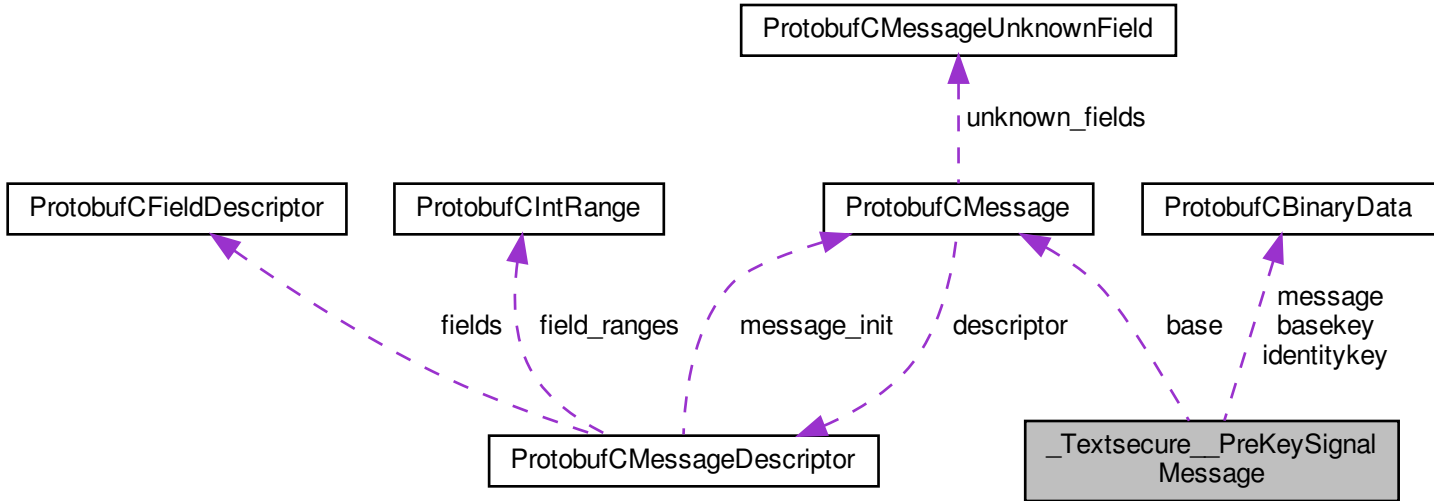 ProtobufCMessageUnknownField
unknown_fields
ProtobufCFieldDescriptor
ProtobufCIntRange
ProtobufCMessage
ProtobufCBinaryData
fields
field_ranges
message_init
descriptor
base
message
basekey
identitykey
ProtobufCMessageDescriptor
_Textsecure__PreKeySignal
Message